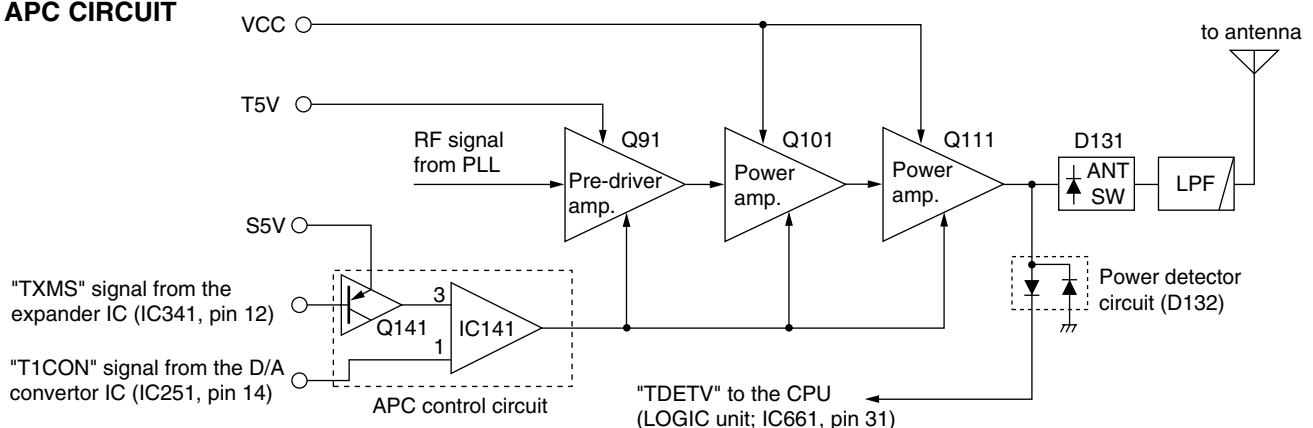 APC CIRCUIT
VCC
to antenna
T5V
RF signal
from PLL
Q91
Q101
Q111
D131
Pre-driver
amp.
Power
amp.
Power
amp.
ANT
SW
LPF
S5V
"TXMS" signal from the
expander IC (IC341, pin 12)
Q141
3
IC141
1
Power detector
circuit (D132)
"T1CON" signal from the D/A
convertor IC (IC251, pin 14)
APC control circuit
"TDETV" to the CPU
(LOGIC unit; IC661, pin 31)